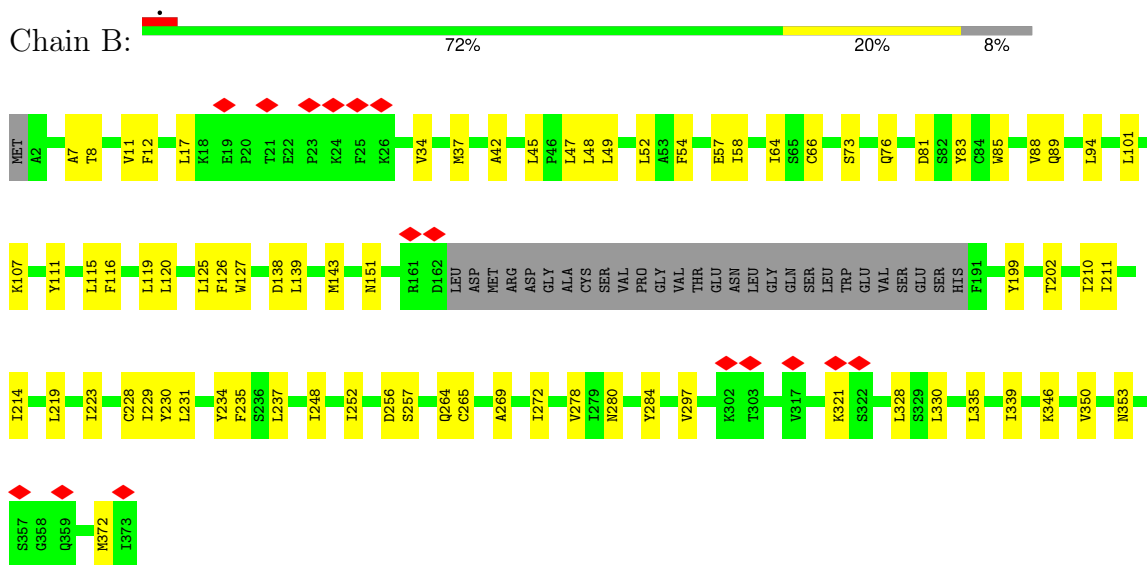 Chain B:
72% 20% 8%
MET A2 A7 T8 V11 F12 L17 K18 E19 P20 T21 E22 P23 K24 F25 K26 V34 M37 A42 L45 P46 L47 L48 L49 L52 A53 F54 E57 I58 I64 S65 C66 S73 Q76 D81 S82 Y83 C84 W85 V88 Q89 L94 L101
K107 Y111 L115 F116 L119 L120 L125 F126 W127 D138 L139 M143 N151 R161 D162 LEU ASP MET ARG ASP GLY ALA CYS SER VAL PRO GLY VAL THR GLU ASN LEU GLY GLN SER LEU TRP GLU VAL SER GLU SER HIS F191 Y199 T202 I210 I211
I214 L219 I223 C228 I229 Y230 L231 Y234 F235 S236 L237 I248 I252 D256 S257 Q264 C265 A269 I272 V278 I279 N280 Y284 V297 K302 T303 V317 K321 S322 L328 S329 L330 L335 I339 K346 V350 N353
S357 G358 Q359 M372 I373